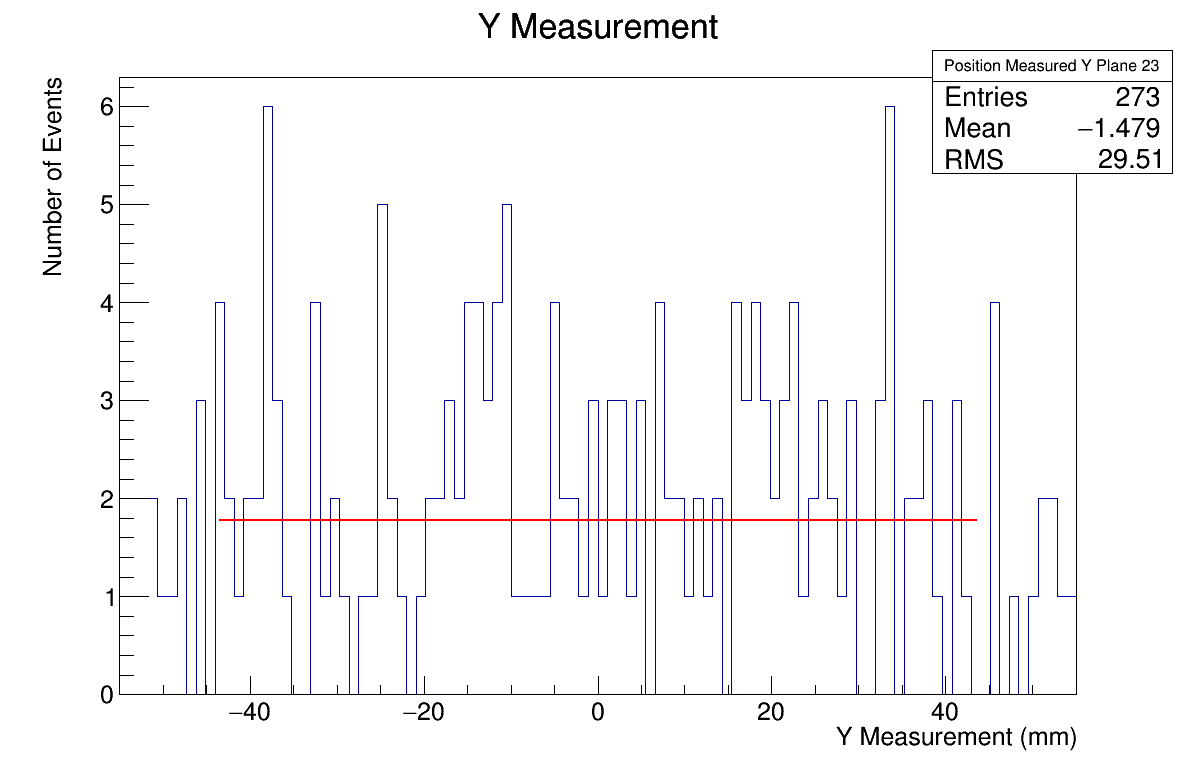 Y Measurement
Position Measured Y Plane 23
Entries 273
Mean −1.479
RMS 29.51
Number of Events
6
5
4
3
2
1
0
−40 −20 0 20 40
Y Measurement (mm)